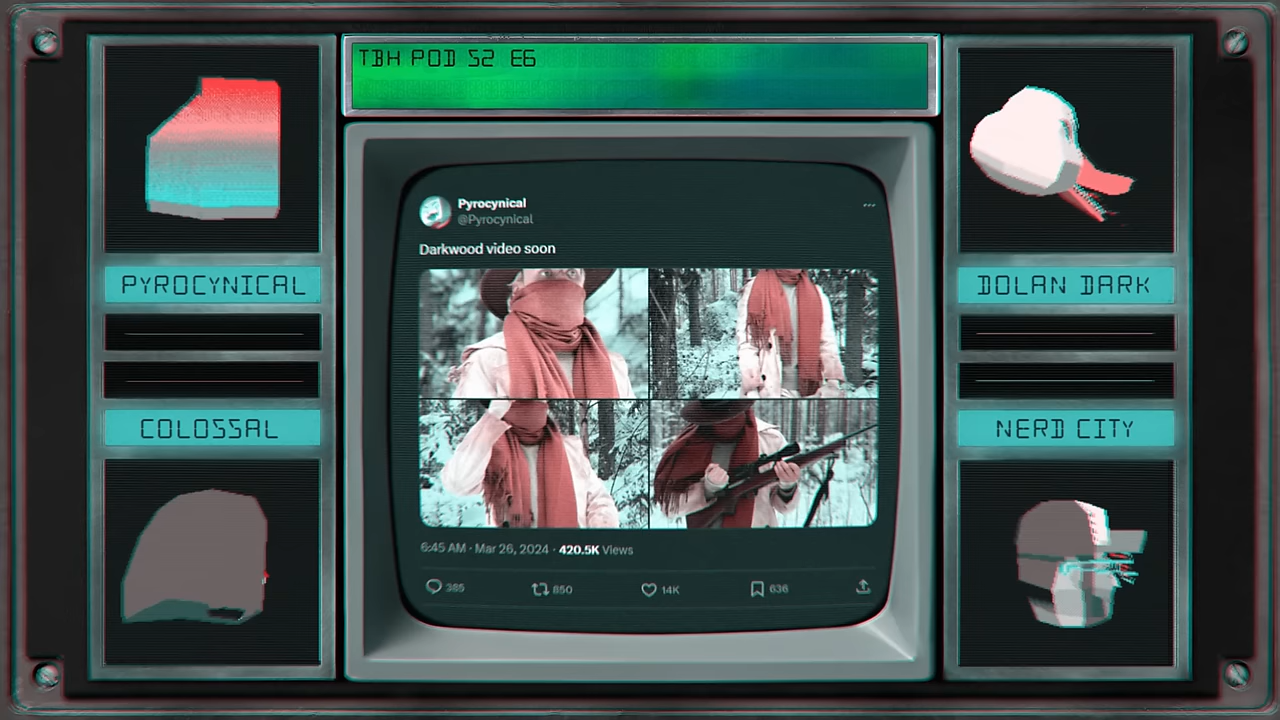 TBH POD S2 E6
PYROCYNICAL
COLOSSAL
Pyrocynical
@Pyrocynical
Darkwood video soon
6:45 AM · Mar 26, 2024 · 420.5K Views
385 850 14K 636
DOLAN DARK
NERD CITY